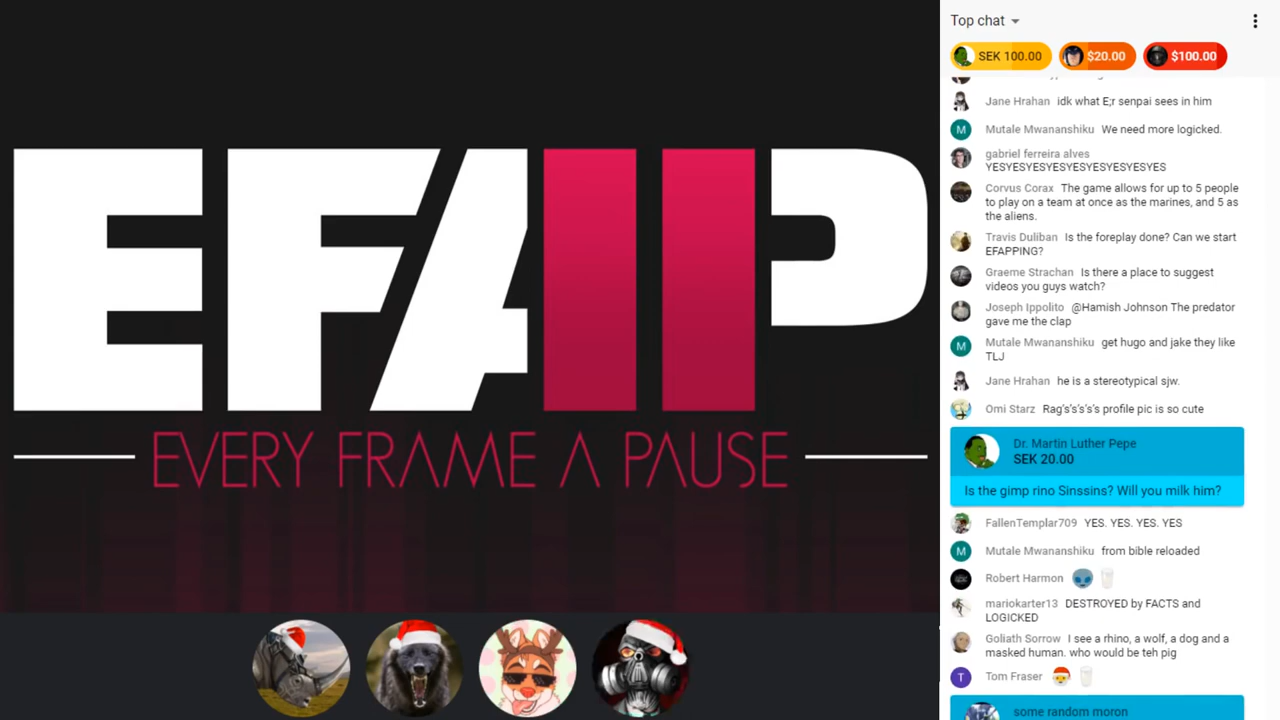 EFAP
EVERY FRAME A PAUSE
Top chat
SEK 100.00
$20.00
$100.00
Jane Hrahan idk what E;r senpai sees in him
M
Mutale Mwananshiku We need more logicked.
gabriel ferreira alves
YESYESYESYESYESYESYESYESYES
Corvus Corax The game allows for up to 5 people
to play on a team at once as the marines, and 5 as
the aliens.
Travis Duliban Is the foreplay done? Can we start
EFAPPING?
Graeme Strachan Is there a place to suggest
videos you guys watch?
Joseph Ippolito @Hamish Johnson The predator
gave me the clap
M
Mutale Mwananshiku get hugo and jake they like
TLJ
Jane Hrahan he is a stereotypical sjw.
Omi Starz Rag's's's's's profile pic is so cute
Dr. Martin Luther Pepe
SEK 20.00
Is the gimp rino Sinssins? Will you milk him?
FallenTemplar709 YES. YES. YES. YES
M
Mutale Mwananshiku from bible reloaded
Robert Harmon
mariokarter13 DESTROYED by FACTS and
LOGICKED
Goliath Sorrow I see a rhino, a wolf, a dog and a
masked human. who would be teh pig
T
Tom Fraser
some random moron